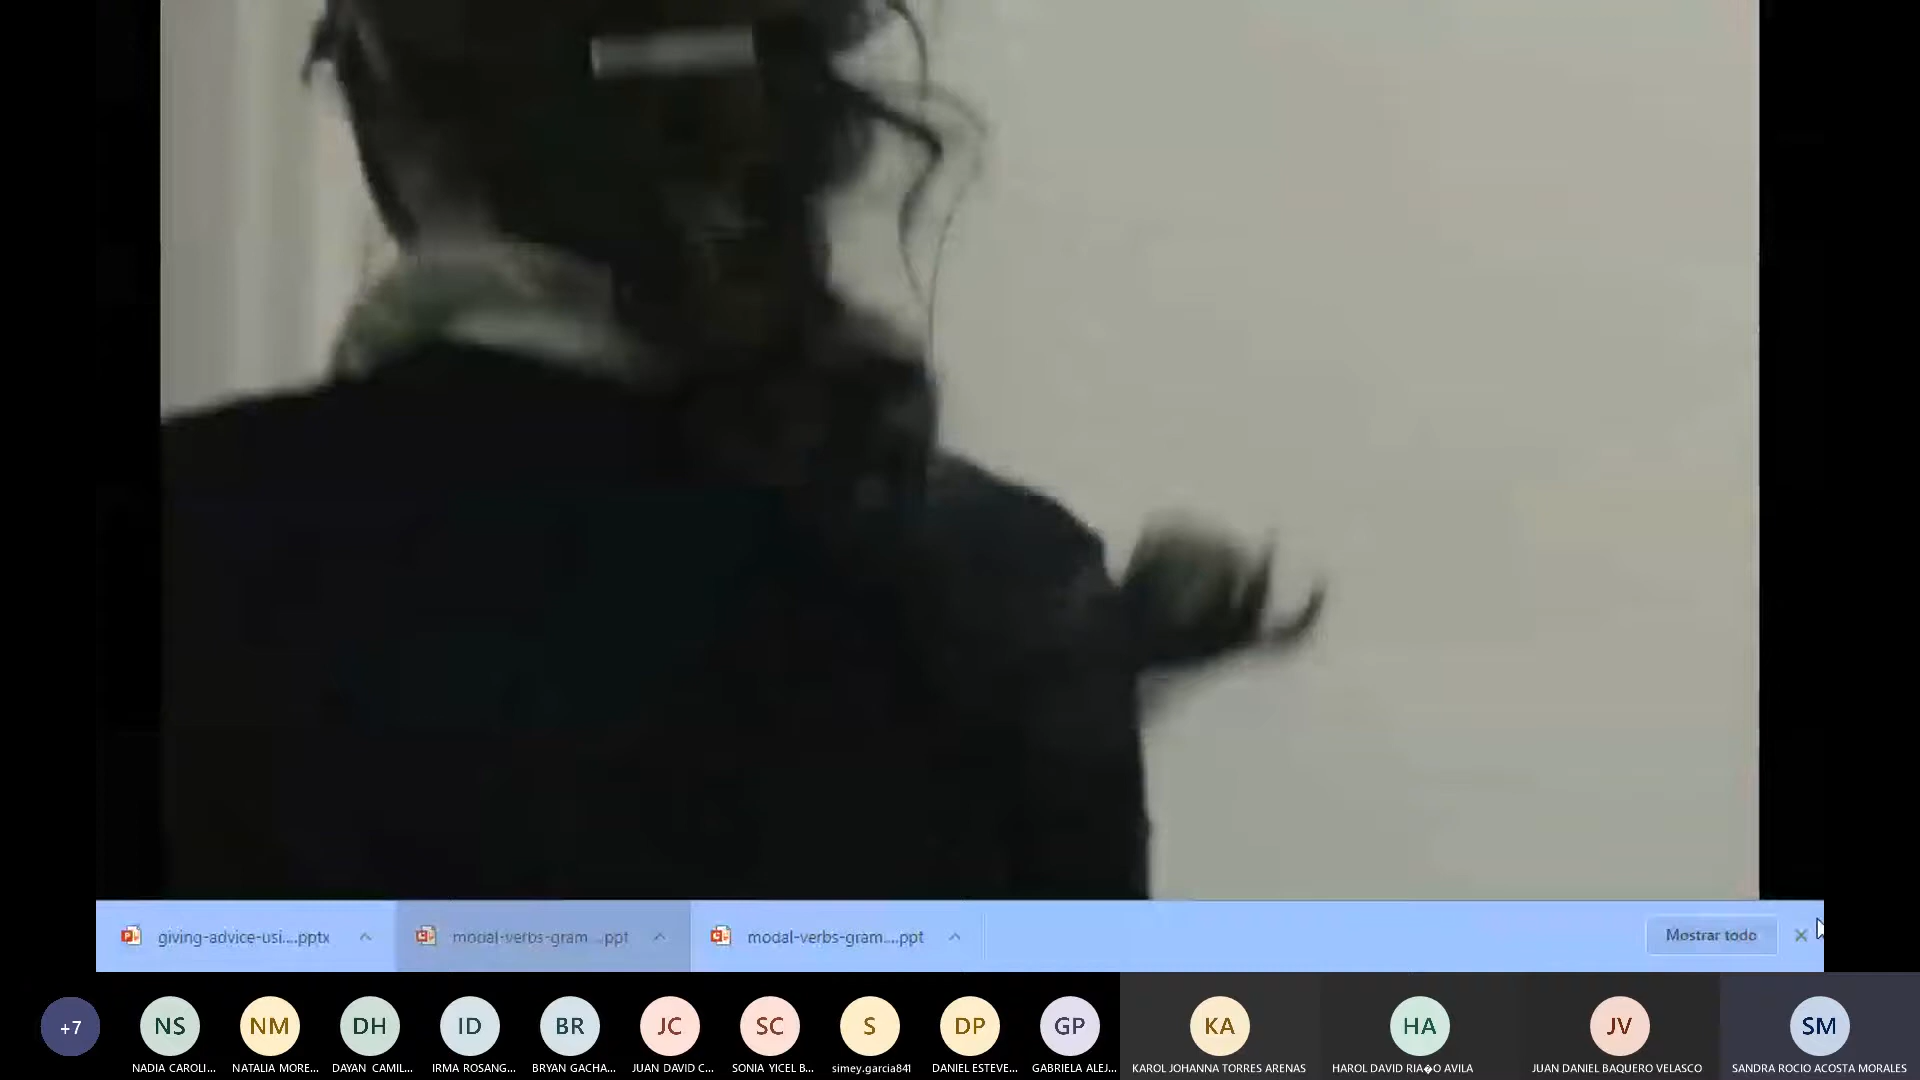 giving-advice-usi....pptx
modal-verbs-gram....ppt
modal-verbs-gram....ppt
Mostrar todo
+7
NS
NM
DH
ID
BR
JC
SC
S
DP
GP
KA
HA
JV
SM
NADIA CAROLI...
NATALIA MORE...
DAYAN CAMIL...
IRMA ROSANG...
BRYAN GACHA...
JUAN DAVID C...
SONIA YICEL B...
simey.garcia841
DANIEL ESTEVE...
GABRIELA ALEJ...
KAROL JOHANNA TORRES ARENAS
HAROL DAVID RIA�O AVILA
JUAN DANIEL BAQUERO VELASCO
SANDRA ROCIO ACOSTA MORALES